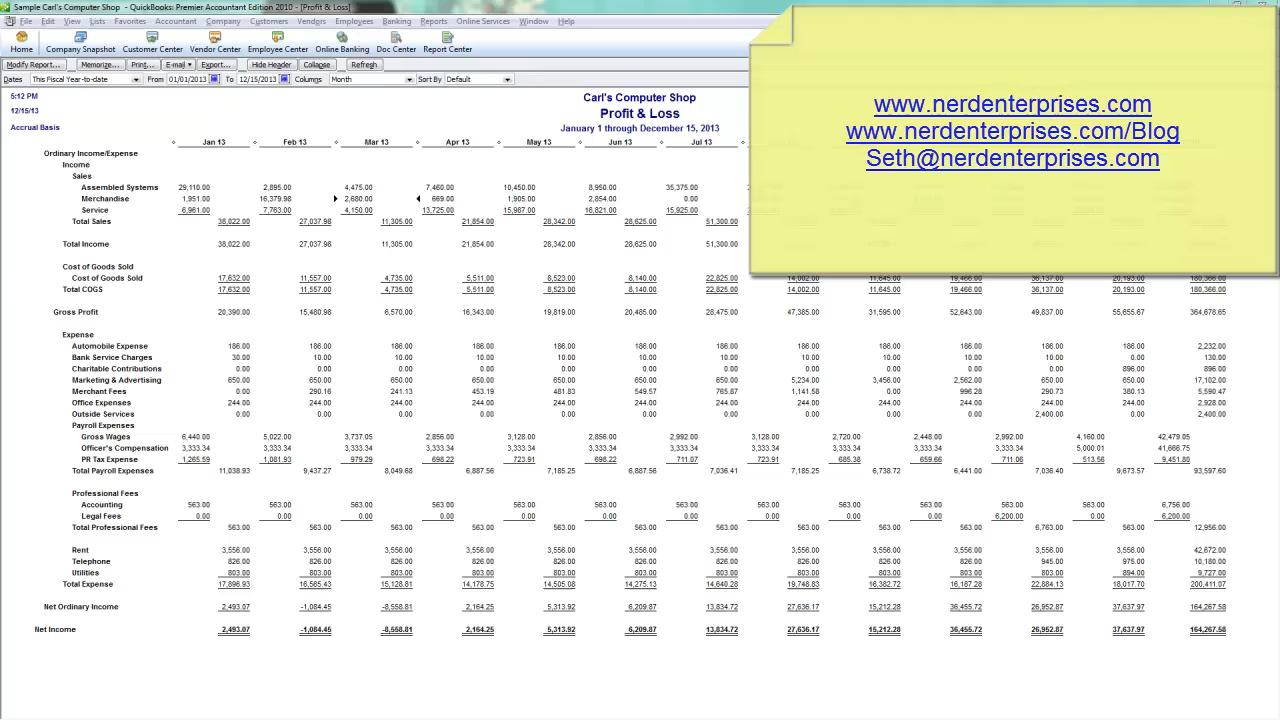 Sample Carl's Computer Shop - QuickBooks: Premier Accountant Edition 2010 - [Profit & Loss]
File Edit View Lists Favorites Accountant Company Customers Vendors Employees Banking Reports Online Services Window Help
Home Company Snapshot Customer Center Vendor Center Employee Center Online Banking Doc Center Report Center
Modify Report... Memorize... Print... E-mail Export... Hide Header Collapse Refresh
Dates This Fiscal Year-to-date From 01/01/2013 To 12/15/2013 Columns Month Sort By Default
www.nerdenterprises.com
www.nerdenterprises.com/Blog
Seth@nerdenterprises.com
5:12 PM
12/15/13
Accrual Basis
Carl's Computer Shop
Profit & Loss
January 1 through December 15, 2013
Jan 13 Feb 13 Mar 13 Apr 13 May 13 Jun 13 Jul 13
Ordinary Income/Expense
Income
Sales
Assembled Systems 29,110.00 2,895.00 4,475.00 7,460.00 10,450.00 8,950.00 35,375.00
Merchandise 1,951.00 16,379.98 2,680.00 669.00 1,905.00 2,854.00 0.00
Service 6,961.00 7,763.00 4,150.00 13,725.00 15,987.00 16,821.00 15,925.00
Total Sales 38,022.00 27,037.98 11,305.00 21,854.00 28,342.00 28,625.00 51,300.00
Total Income 38,022.00 27,037.98 11,305.00 21,854.00 28,342.00 28,625.00 51,300.00
Cost of Goods Sold
Cost of Goods Sold 17,632.00 11,557.00 4,735.00 5,511.00 8,523.00 8,140.00 22,825.00 14,002.00 11,645.00 19,466.00 36,137.00 20,193.00 180,366.00
Total COGS 17,632.00 11,557.00 4,735.00 5,511.00 8,523.00 8,140.00 22,825.00 14,002.00 11,645.00 19,466.00 36,137.00 20,193.00 180,366.00
Gross Profit 20,390.00 15,480.98 6,570.00 16,343.00 19,819.00 20,485.00 28,475.00 47,385.00 31,595.00 52,643.00 49,837.00 55,655.67 364,678.65
Expense
Automobile Expense 186.00 186.00 186.00 186.00 186.00 186.00 186.00 186.00 186.00 186.00 186.00 186.00 2,232.00
Bank Service Charges 30.00 10.00 10.00 10.00 10.00 10.00 10.00 10.00 10.00 10.00 0.00 10.00 130.00
Charitable Contributions 0.00 0.00 0.00 0.00 0.00 0.00 0.00 0.00 0.00 0.00 0.00 896.00 896.00
Marketing & Advertising 650.00 650.00 650.00 650.00 650.00 650.00 650.00 5,234.00 3,456.00 2,562.00 650.00 650.00 17,102.00
Merchant Fees 0.00 290.16 241.13 453.19 481.83 549.57 765.87 1,141.58 0.00 996.28 290.73 380.13 5,590.47
Office Expenses 244.00 244.00 244.00 244.00 244.00 244.00 244.00 244.00 244.00 244.00 244.00 244.00 2,928.00
Outside Services 0.00 0.00 0.00 0.00 0.00 0.00 0.00 0.00 0.00 0.00 2,400.00 0.00 2,400.00
Payroll Expenses
Gross Wages 6,440.00 5,022.00 3,737.05 2,856.00 3,128.00 2,856.00 2,992.00 3,128.00 2,720.00 2,448.00 2,992.00 4,160.00 42,479.05
Officer's Compensation 3,333.34 3,333.34 3,333.34 3,333.34 3,333.34 3,333.34 3,333.34 3,333.34 3,333.34 3,333.34 3,333.34 5,000.01 41,666.75
PR Tax Expense 1,265.59 1,081.93 979.29 698.22 723.91 698.22 711.07 723.91 685.38 659.66 711.06 513.56 9,451.80
Total Payroll Expenses 11,038.93 9,437.27 8,049.68 6,887.56 7,185.25 6,887.56 7,036.41 7,185.25 6,738.72 6,441.00 7,036.40 9,673.57 93,597.60
Professional Fees
Accounting 563.00 563.00 563.00 563.00 563.00 563.00 563.00 563.00 563.00 563.00 563.00 563.00 6,756.00
Legal Fees 0.00 0.00 0.00 0.00 0.00 0.00 0.00 0.00 0.00 0.00 6,200.00 0.00 6,200.00
Total Professional Fees 563.00 563.00 563.00 563.00 563.00 563.00 563.00 563.00 563.00 563.00 6,763.00 563.00 12,956.00
Rent 3,556.00 3,556.00 3,556.00 3,556.00 3,556.00 3,556.00 3,556.00 3,556.00 3,556.00 3,556.00 3,556.00 3,556.00 42,672.00
Telephone 826.00 826.00 826.00 826.00 826.00 826.00 826.00 826.00 826.00 826.00 945.00 975.00 10,180.00
Utilities 803.00 803.00 803.00 803.00 803.00 803.00 803.00 803.00 803.00 803.00 803.00 894.00 9,727.00
Total Expense 17,896.93 16,565.43 15,128.81 14,178.75 14,505.08 14,275.13 14,640.28 19,748.83 16,382.72 16,187.28 22,884.13 18,017.70 200,411.07
Net Ordinary Income 2,493.07 -1,084.45 -8,558.81 2,164.25 5,313.92 6,209.87 13,834.72 27,636.17 15,212.28 36,455.72 26,952.87 37,637.97 164,267.58
Net Income 2,493.07 -1,084.45 -8,558.81 2,164.25 5,313.92 6,209.87 13,834.72 27,636.17 15,212.28 36,455.72 26,952.87 37,637.97 164,267.58